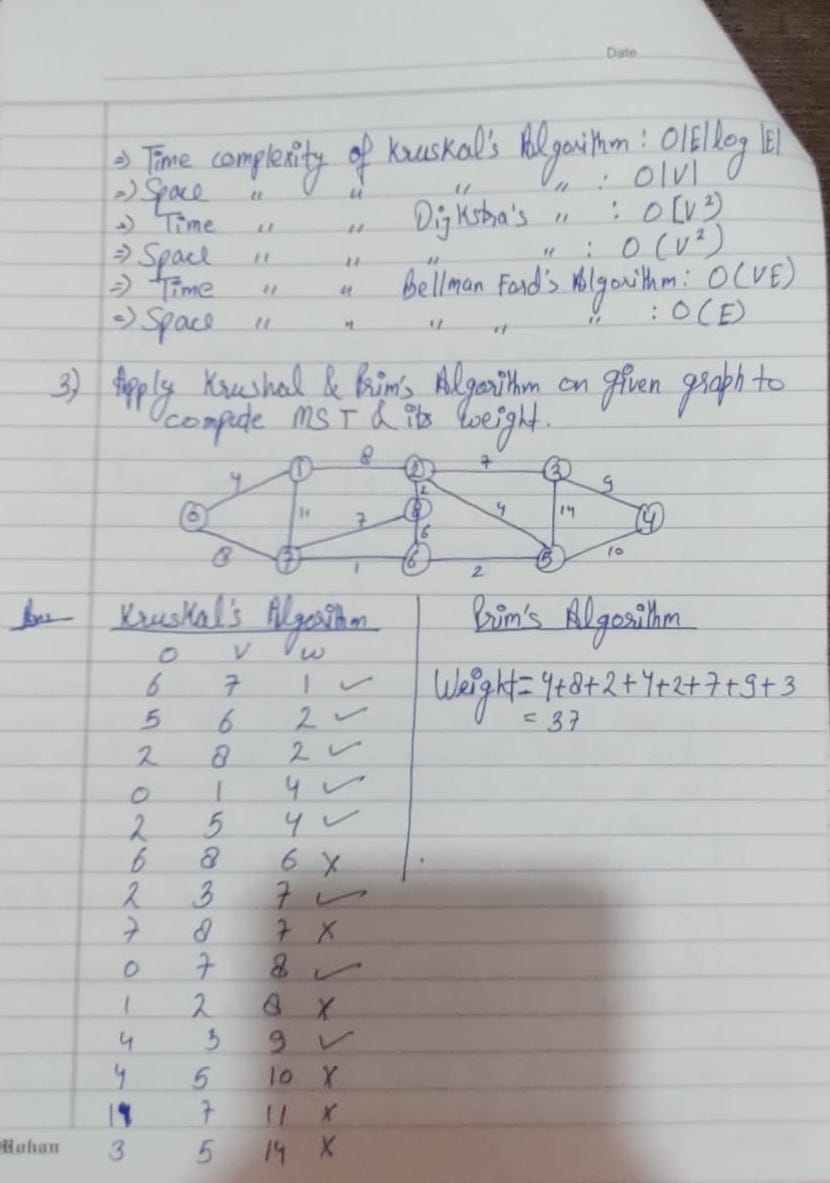 Date
⇒ Time complexity of Kruskal's Algorithm : O|E|log |E|
⇒ Space " " " " : O|V|
⇒ Time " " Dijkstra's " : O[V²)
⇒ Space " " " " : O(V²)
⇒ Time " " Bellman Ford's Algorithm: O(VE)
⇒ Space " " " " " : O(E)
3) Apply Krushal & Prim's Algorithm on given graph to
compute MST & its weight.
8 7
1 2 3
4 2 9
0 11 7 8 4 14 4
6
8 10
7 6 5
1 2
Ans Kruskal's Algorithm Prim's Algorithm
O V W
6 7 1 ✓ Weight = 4+8+2+4+2+7+9+3
5 6 2 ✓ = 37
2 8 2 ✓
0 1 4 ✓
2 5 4 ✓
6 8 6 X
2 3 7 ✓
7 8 7 X
0 7 8 ✓
1 2 8 X
4 3 9 ✓
4 5 10 X
1 7 11 X
Mohan 3 5 14 X